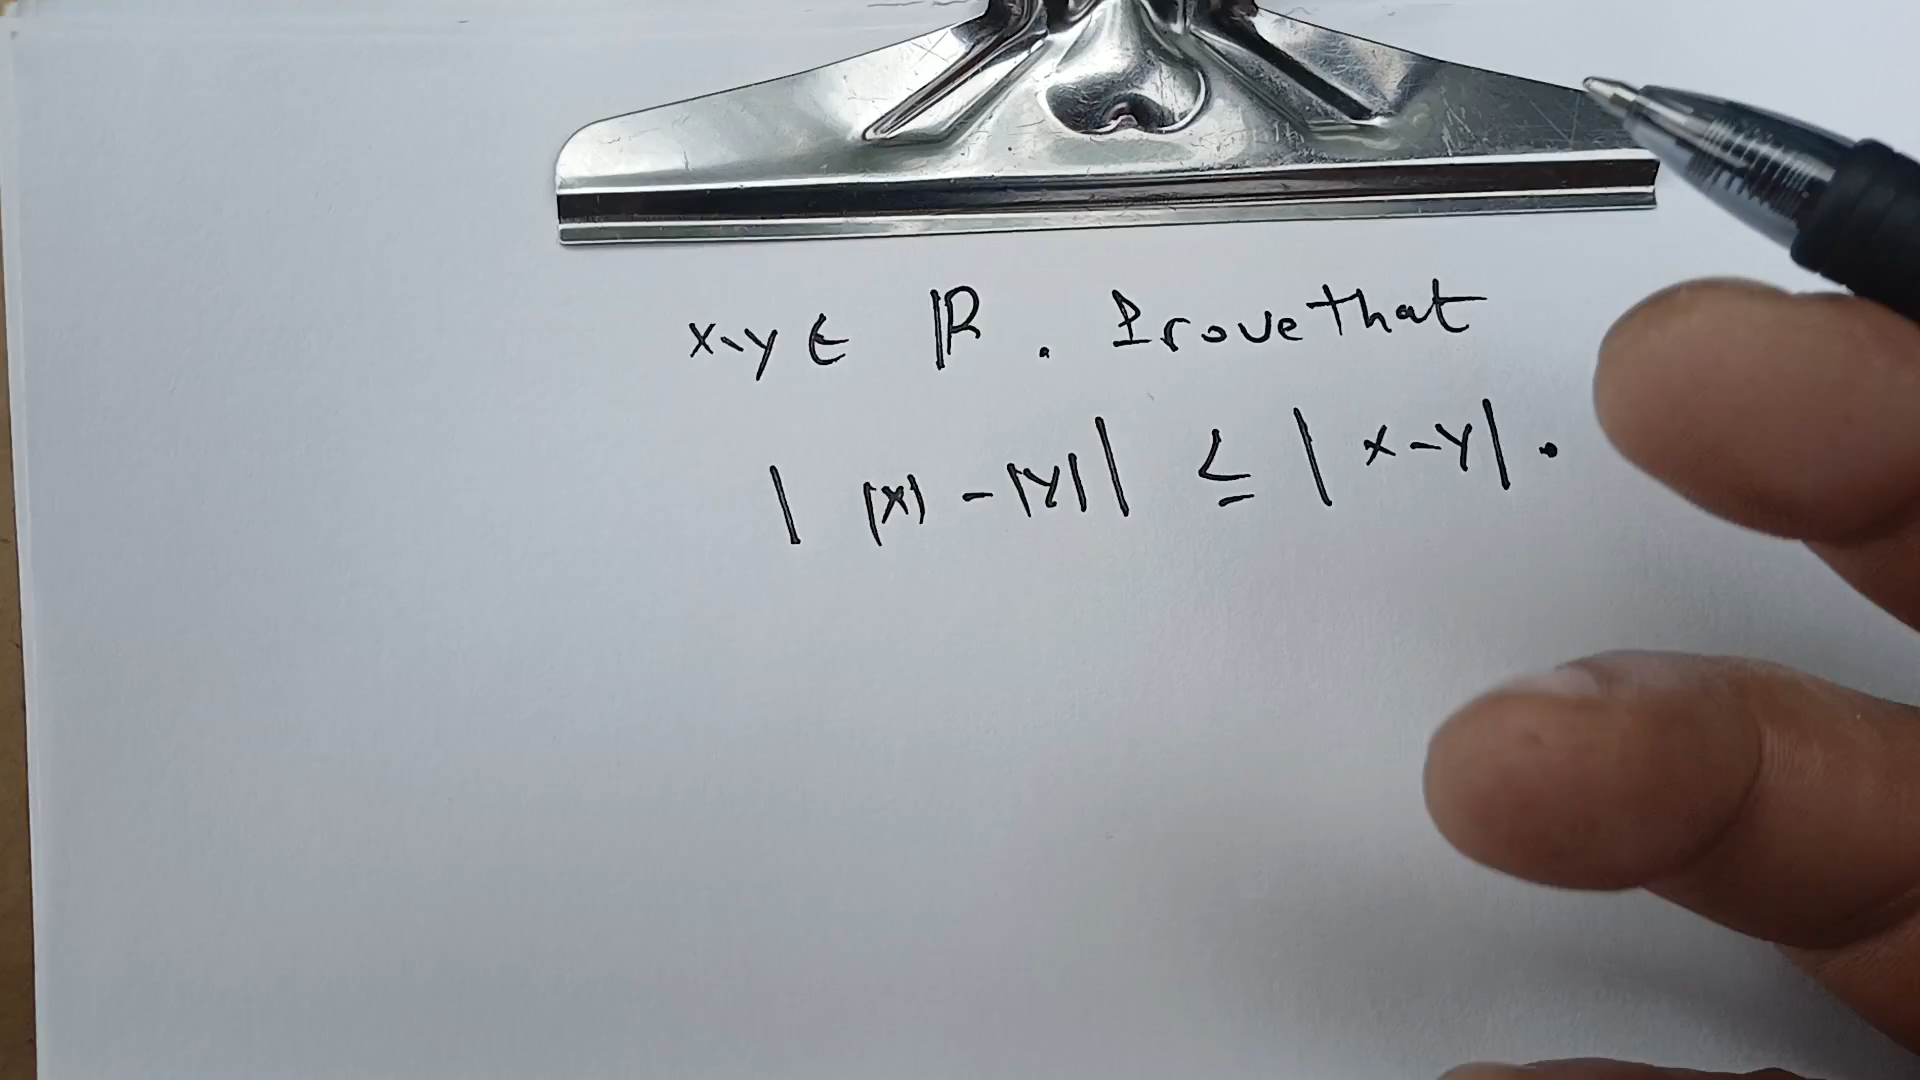 x, y ∈ ℝ. Prove that
| |x| - |y| | ≤ | x - y |.